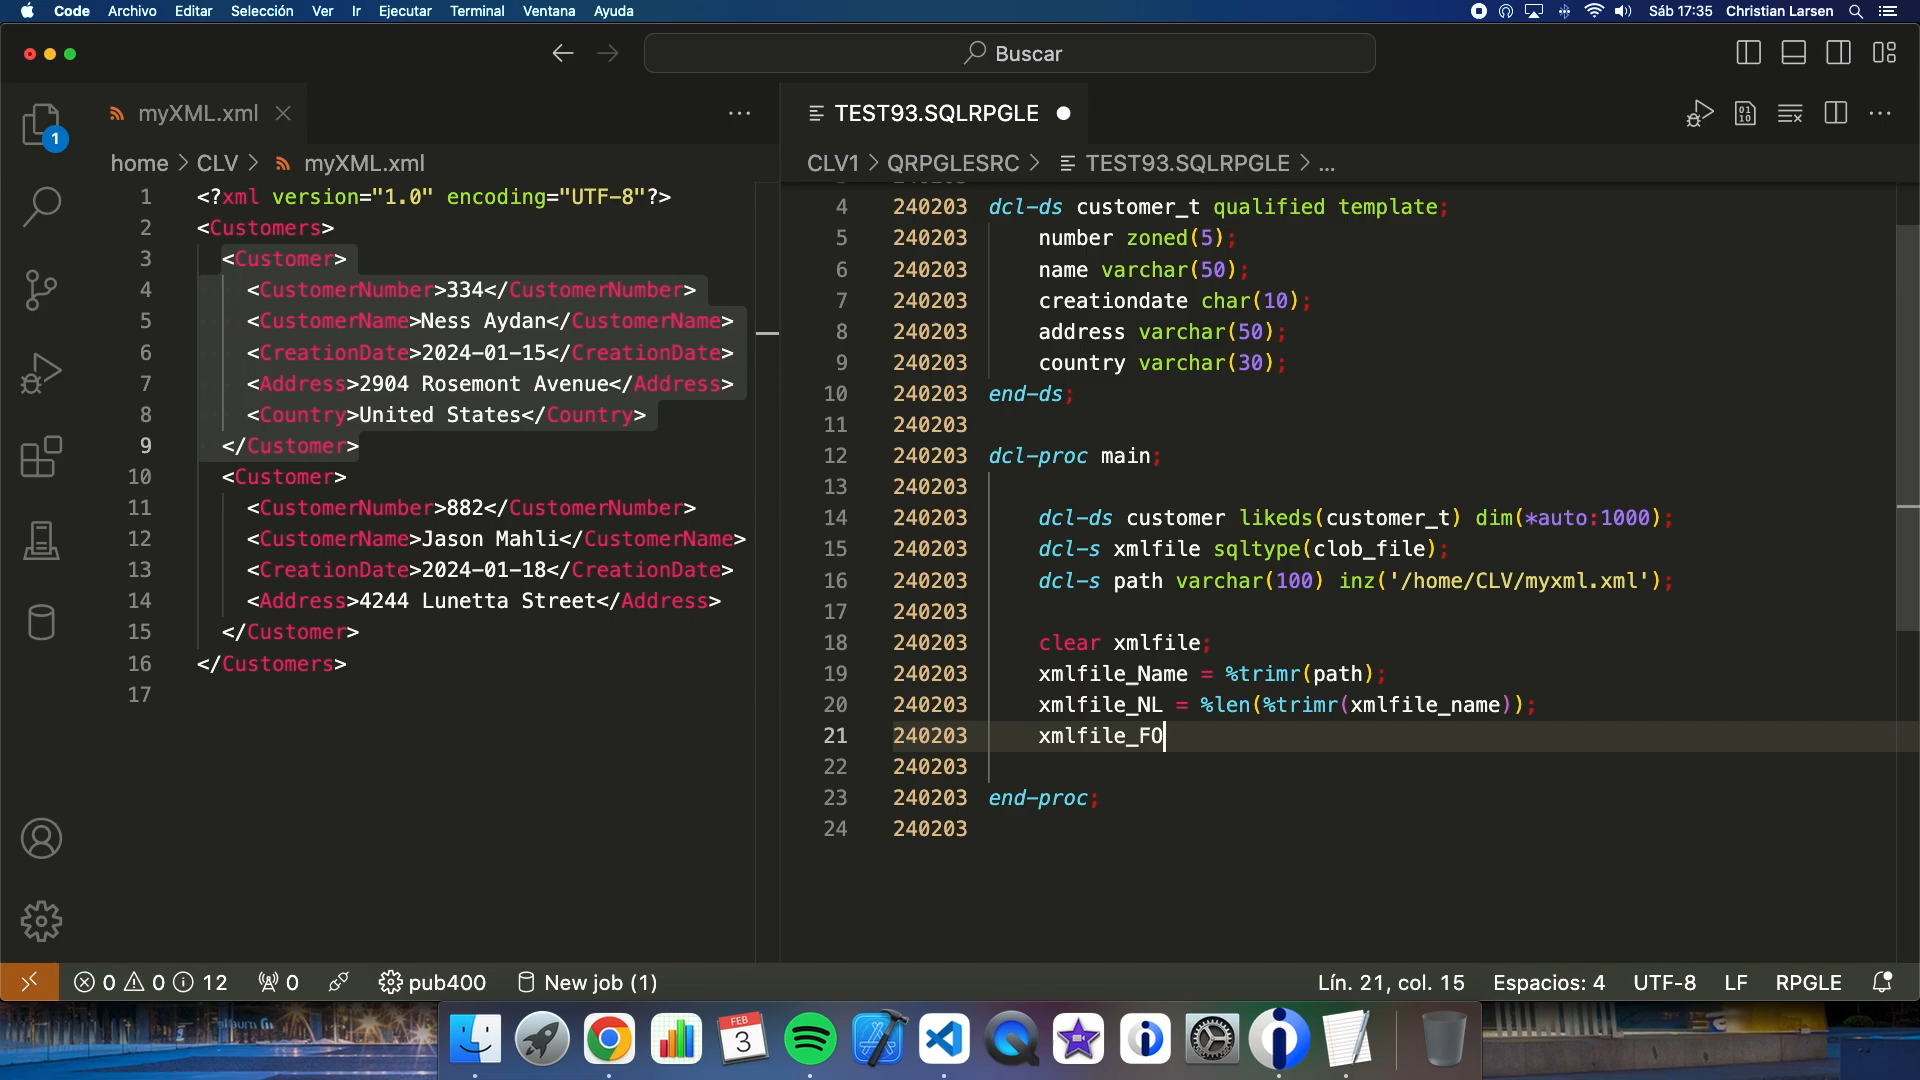 Code Archivo Editar Selección Ver Ir Ejecutar Terminal Ventana Ayuda Sáb 17:35 Christian Larsen
Buscar
myXML.xml
home > CLV > myXML.xml
1 <?xml version="1.0" encoding="UTF-8"?>
2 <Customers>
3 <Customer>
4 <CustomerNumber>334</CustomerNumber>
5 <CustomerName>Ness Aydan</CustomerName>
6 <CreationDate>2024-01-15</CreationDate>
7 <Address>2904 Rosemont Avenue</Address>
8 <Country>United States</Country>
9 </Customer>
10 <Customer>
11 <CustomerNumber>882</CustomerNumber>
12 <CustomerName>Jason Mahli</CustomerName>
13 <CreationDate>2024-01-18</CreationDate>
14 <Address>4244 Lunetta Street</Address>
15 </Customer>
16 </Customers>
17
TEST93.SQLRPGLE
CLV1 > QRPGLESRC > TEST93.SQLRPGLE > ...
4 240203 dcl-ds customer_t qualified template;
5 240203 number zoned(5);
6 240203 name varchar(50);
7 240203 creationdate char(10);
8 240203 address varchar(50);
9 240203 country varchar(30);
10 240203 end-ds;
11 240203
12 240203 dcl-proc main;
13 240203
14 240203 dcl-ds customer likeds(customer_t) dim(*auto:1000);
15 240203 dcl-s xmlfile sqltype(clob_file);
16 240203 dcl-s path varchar(100) inz('/home/CLV/myxml.xml');
17 240203
18 240203 clear xmlfile;
19 240203 xmlfile_Name = %trimr(path);
20 240203 xmlfile_NL = %len(%trimr(xmlfile_name));
21 240203 xmlfile_FO
22 240203
23 240203 end-proc;
24 240203
1
0 0 12 0 pub400 New job (1) Lín. 21, col. 15 Espacios: 4 UTF-8 LF RPGLE
FEB
3